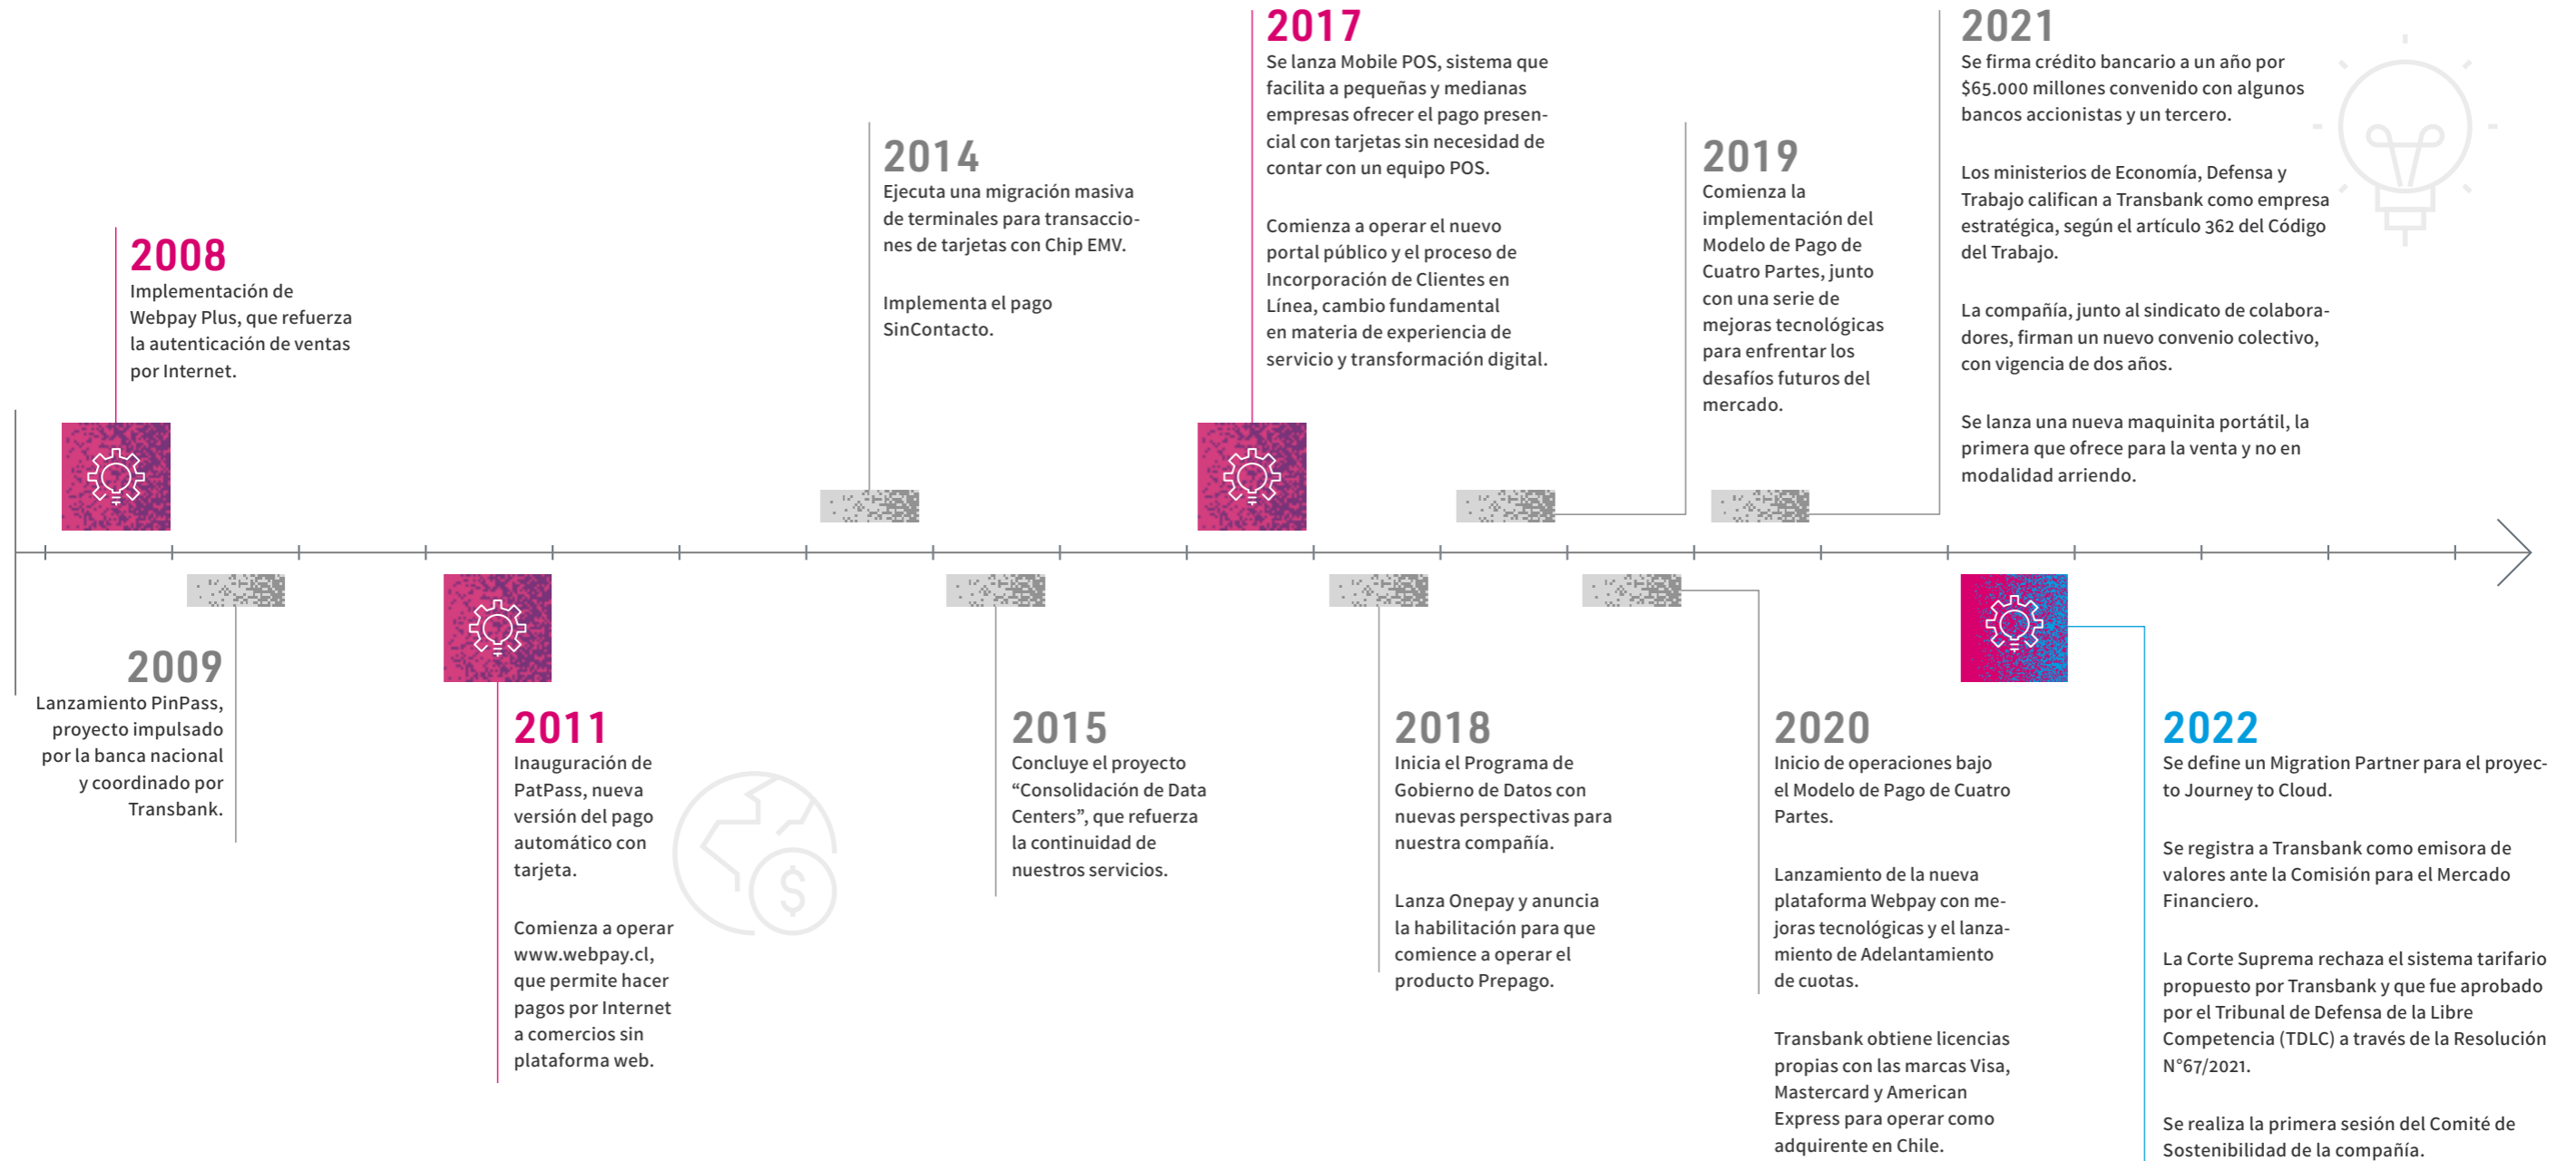 2008
Implementación de
Webpay Plus, que refuerza
la autenticación de ventas
por Internet.
2009
Lanzamiento PinPass,
proyecto impulsado
por la banca nacional
y coordinado por
Transbank.
2011
Inauguración de
PatPass, nueva
versión del pago
automático con
tarjeta.
Comienza a operar
www.webpay.cl,
que permite hacer
pagos por Internet
a comercios sin
plataforma web.
$
2014
Ejecuta una migración masiva
de terminales para transaccio-
nes de tarjetas con Chip EMV.
Implementa el pago
SinContacto.
2015
Concluye el proyecto
“Consolidación de Data
Centers”, que refuerza
la continuidad de
nuestros servicios.
2017
Se lanza Mobile POS, sistema que
facilita a pequeñas y medianas
empresas ofrecer el pago presen-
cial con tarjetas sin necesidad de
contar con un equipo POS.
Comienza a operar el nuevo
portal público y el proceso de
Incorporación de Clientes en
Línea, cambio fundamental
en materia de experiencia de
servicio y transformación digital.
2018
Inicia el Programa de
Gobierno de Datos con
nuevas perspectivas para
nuestra compañía.
Lanza Onepay y anuncia
la habilitación para que
comience a operar el
producto Prepago.
2019
Comienza la
implementación del
Modelo de Pago de
Cuatro Partes, junto
con una serie de
mejoras tecnológicas
para enfrentar los
desafíos futuros del
mercado.
2020
Inicio de operaciones bajo
el Modelo de Pago de Cuatro
Partes.
Lanzamiento de la nueva
plataforma Webpay con me-
joras tecnológicas y el lanza-
miento de Adelantamiento
de cuotas.
Transbank obtiene licencias
propias con las marcas Visa,
Mastercard y American
Express para operar como
adquirente en Chile.
2021
Se firma crédito bancario a un año por
$65.000 millones convenido con algunos
bancos accionistas y un tercero.
Los ministerios de Economía, Defensa y
Trabajo califican a Transbank como empresa
estratégica, según el artículo 362 del Código
del Trabajo.
La compañía, junto al sindicato de colabora-
dores, firman un nuevo convenio colectivo,
con vigencia de dos años.
Se lanza una nueva maquinita portátil, la
primera que ofrece para la venta y no en
modalidad arriendo.
2022
Se define un Migration Partner para el proyec-
to Journey to Cloud.
Se registra a Transbank como emisora de
valores ante la Comisión para el Mercado
Financiero.
La Corte Suprema rechaza el sistema tarifario
propuesto por Transbank y que fue aprobado
por el Tribunal de Defensa de la Libre
Competencia (TDLC) a través de la Resolución
N°67/2021.
Se realiza la primera sesión del Comité de
Sostenibilidad de la compañía.